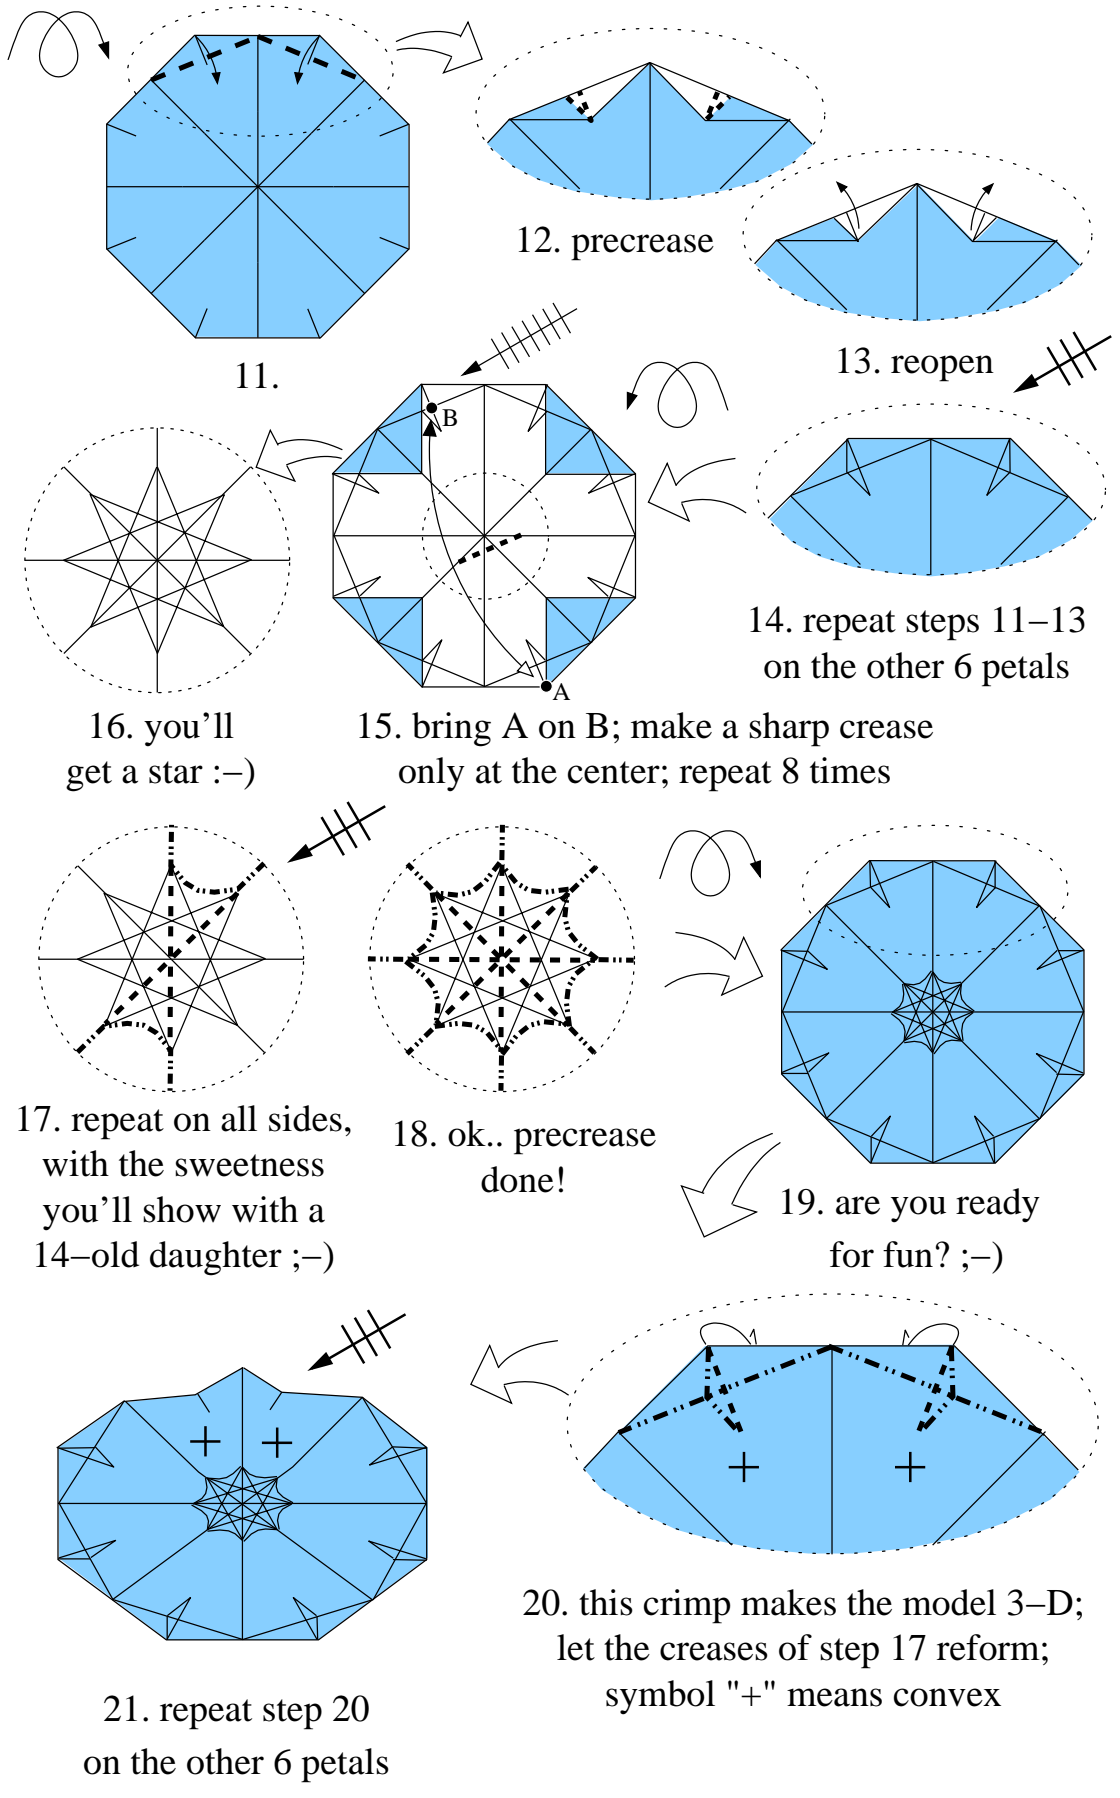 11.
12. precrease
13. reopen
14. repeat steps 11−13
on the other 6 petals
B
A
15. bring A on B; make a sharp crease
only at the center; repeat 8 times
16. you’ll
get a star :−)
17. repeat on all sides,
with the sweetness
you’ll show with a
14−old daughter ;−)
18. ok.. precrease
done!
19. are you ready
for fun? ;−)
20. this crimp makes the model 3−D;
let the creases of step 17 reform;
symbol "+" means convex
21. repeat step 20
on the other 6 petals